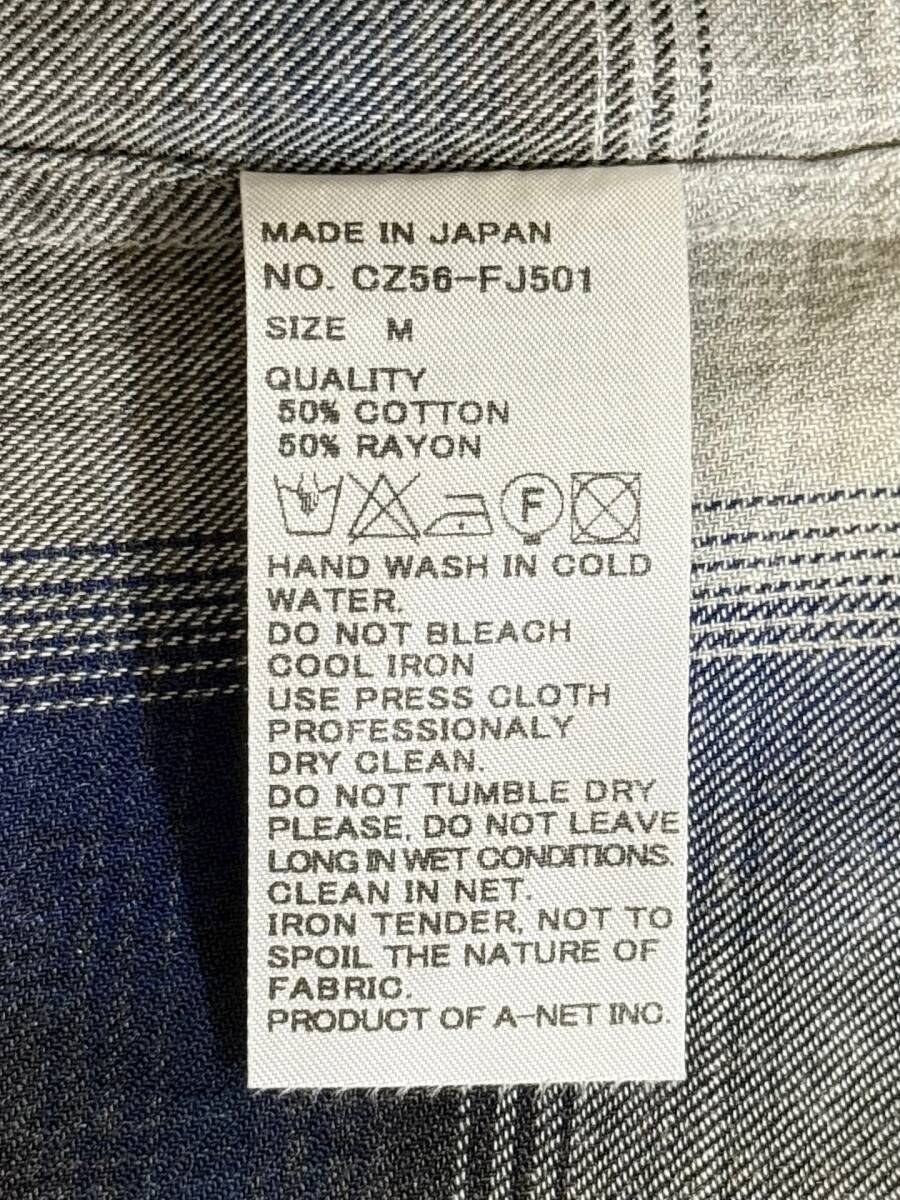 MADE IN JAPAN
NO. CZ56-FJ501
SIZE M
QUALITY
50% COTTON
50% RAYON
F
HAND WASH IN COLD
WATER.
DO NOT BLEACH
COOL IRON
USE PRESS CLOTH
PROFESSIONALY
DRY CLEAN.
DO NOT TUMBLE DRY
PLEASE, DO NOT LEAVE
LONG IN WET CONDITIONS.
CLEAN IN NET.
IRON TENDER, NOT TO
SPOIL THE NATURE OF
FABRIC.
PRODUCT OF A-NET INC.